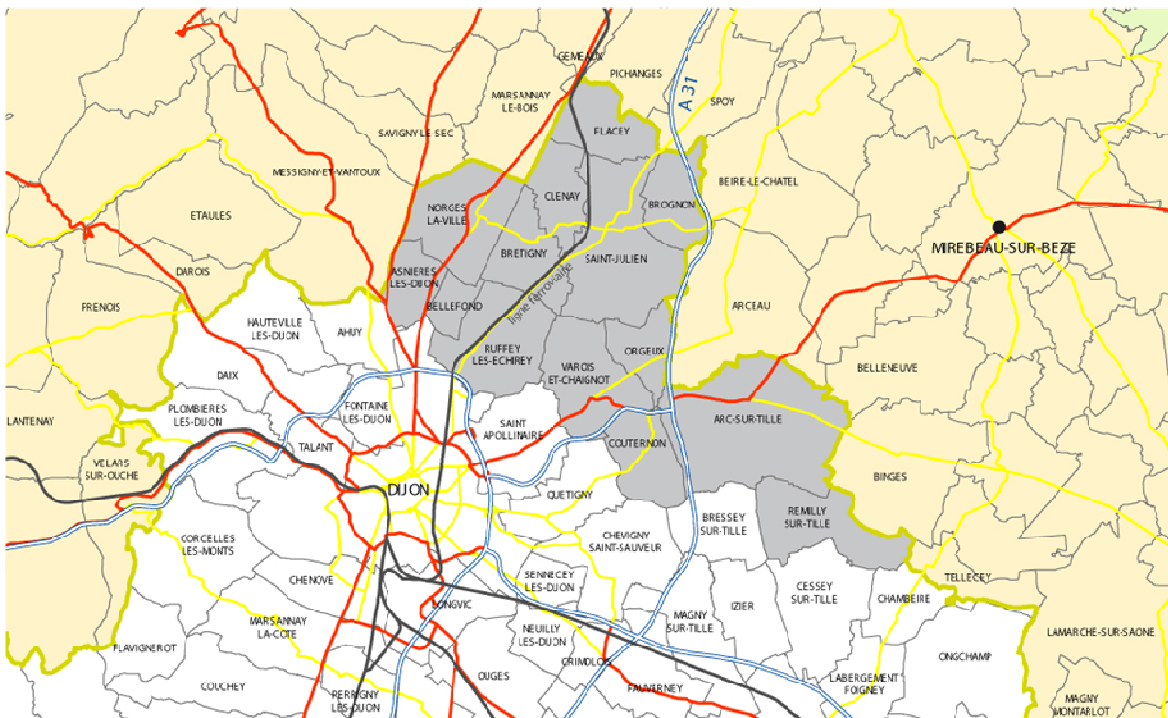 GEMEAUX
PICHANGES
MARSANNAY
LE-BOIS
A 31
SPOY
SAVIGNY LE SEC
FLACEY
MESSIGNY-ET-VANTOUX
BEIRE-LE-CHATEL
CLENAY
BROGNON
NORGES
LA-VILLE
ETAULES
MIREBEAU-SUR-BEZE
BRETIGNY
SAINT-JULIEN
DAROIS
ASNIERES
LES-DIJON
ligne ferroviaire
FRENOIS
BELLEFOND
ARCEAU
HAUTEVILLE
LES-DIJON
AHUY
RUFFEY
LES-ECHIREY
ORGEUX
VAROIS
ET-CHAIGNOT
BELLENEUVE
DAIX
PLOMBIERES
LES-DIJON
FONTAINE
LES-DIJON
LANTENAY
SAINT
APOLLINAIRE
ARC-SUR-TILLE
TALANT
COUTERNON
VELARS
SUR-OUCHE
BINGES
DIJON
QUETIGNY
REMILLY
SUR-TILLE
BRESSEY
SUR-TILLE
CORCELLES
LES-MONTS
CHEVIGNY
SAINT-SAUVEUR
CHENOVE
SENNECEY
LES-DIJON
TELLECEY
CESSEY
SUR-TILLE
CHAMBEIRE
LONGVIC
IZIER
MAGNY
SUR-TILLE
MARSANNAY
LA-COTE
NEUILLY
LES-DIJON
LAMARCHE-SUR-SAONE
FLAVIGNEROT
CRIMOLOIS
ONGCHAMP
OUGES
LABERGEMENT
FOIGNEY
COUCHEY
FAUVERNEY
PERRIGNY
LES-DIJON
MAGNY
MONTARLOT